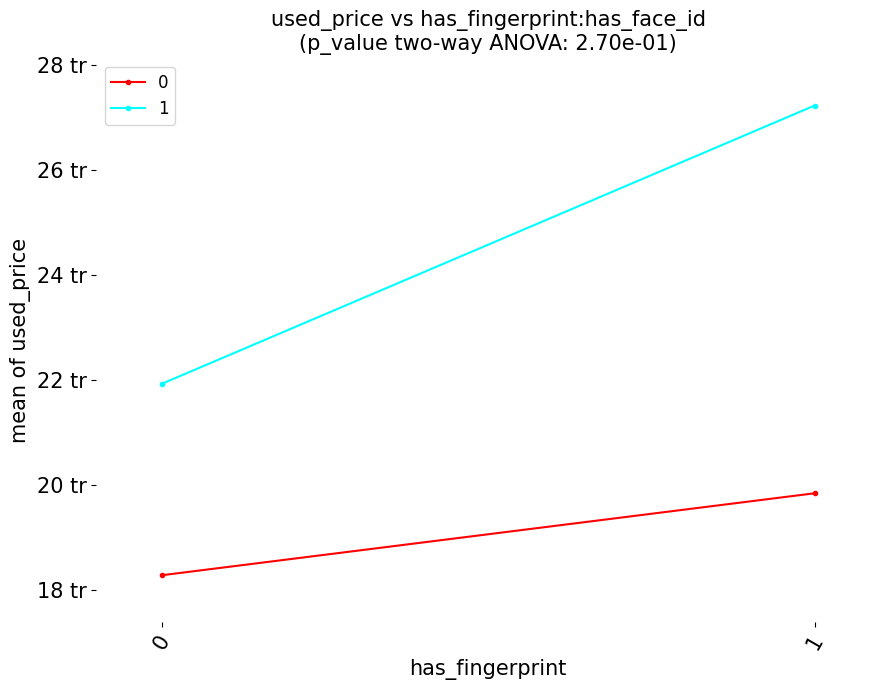 used_price vs has_fingerprint:has_face_id
(p_value two-way ANOVA: 2.70e-01)
0
1
28 tr
26 tr
24 tr
22 tr
20 tr
18 tr
mean of used_price
0
1
has_fingerprint